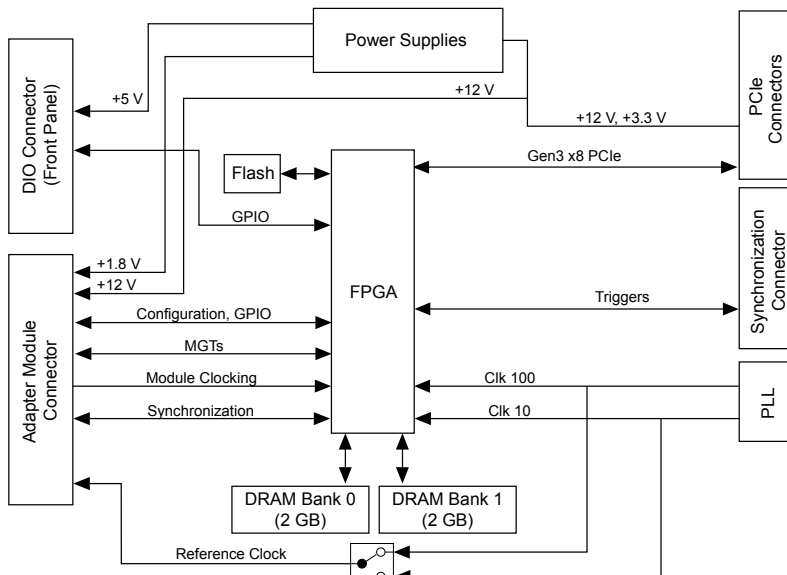 Power Supplies
+5 V
+12 V
+12 V, +3.3 V
DIO Connector
(Front Panel)
PCIe
Connectors
Gen3 x8 PCIe
Flash
GPIO
FPGA
+1.8 V
+12 V
Configuration, GPIO
MGTs
Module Clocking
Synchronization
Adapter Module
Connector
Triggers
Synchronization
Connector
Clk 100
Clk 10
PLL
DRAM Bank 0
(2 GB)
DRAM Bank 1
(2 GB)
Reference Clock